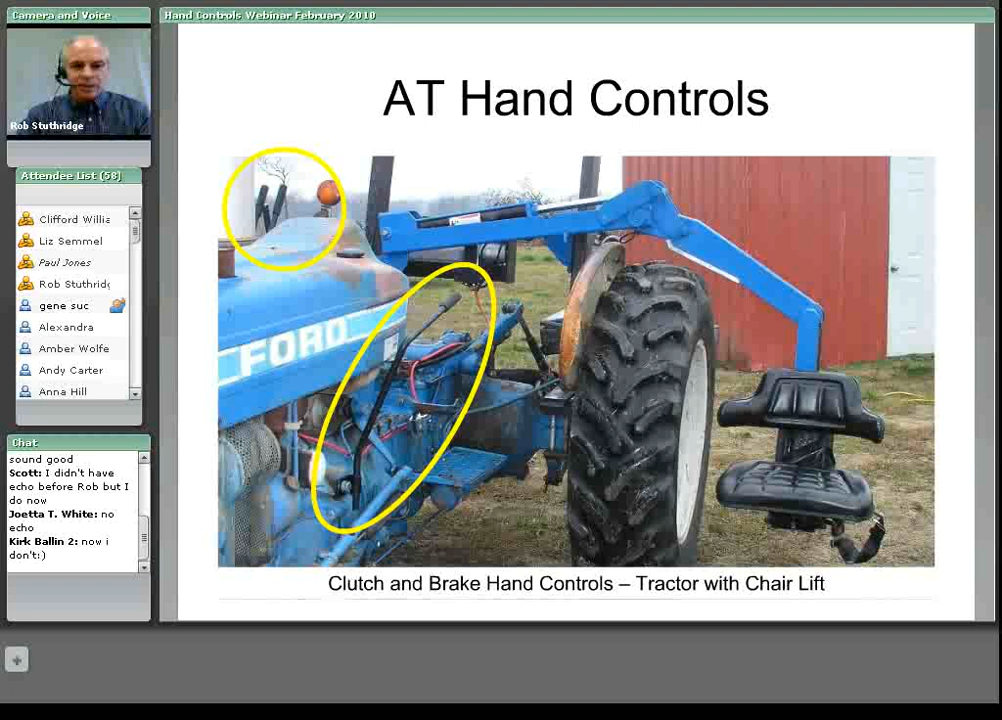 Camera and Voice
Rob Stuthridge
Attendee List (58)
Clifford Willia
Liz Semmel
Paul Jones
Rob Stuthridg
gene suc
Alexandra
Amber Wolfe
Andy Carter
Anna Hill
Chat
sound good
Scott: I didn't have
echo before Rob but I
do now
Joetta T. White: no
echo
Kirk Ballin 2: now i
don't:)
Hand Controls Webinar February 2010
AT Hand Controls
FORD
Clutch and Brake Hand Controls – Tractor with Chair Lift